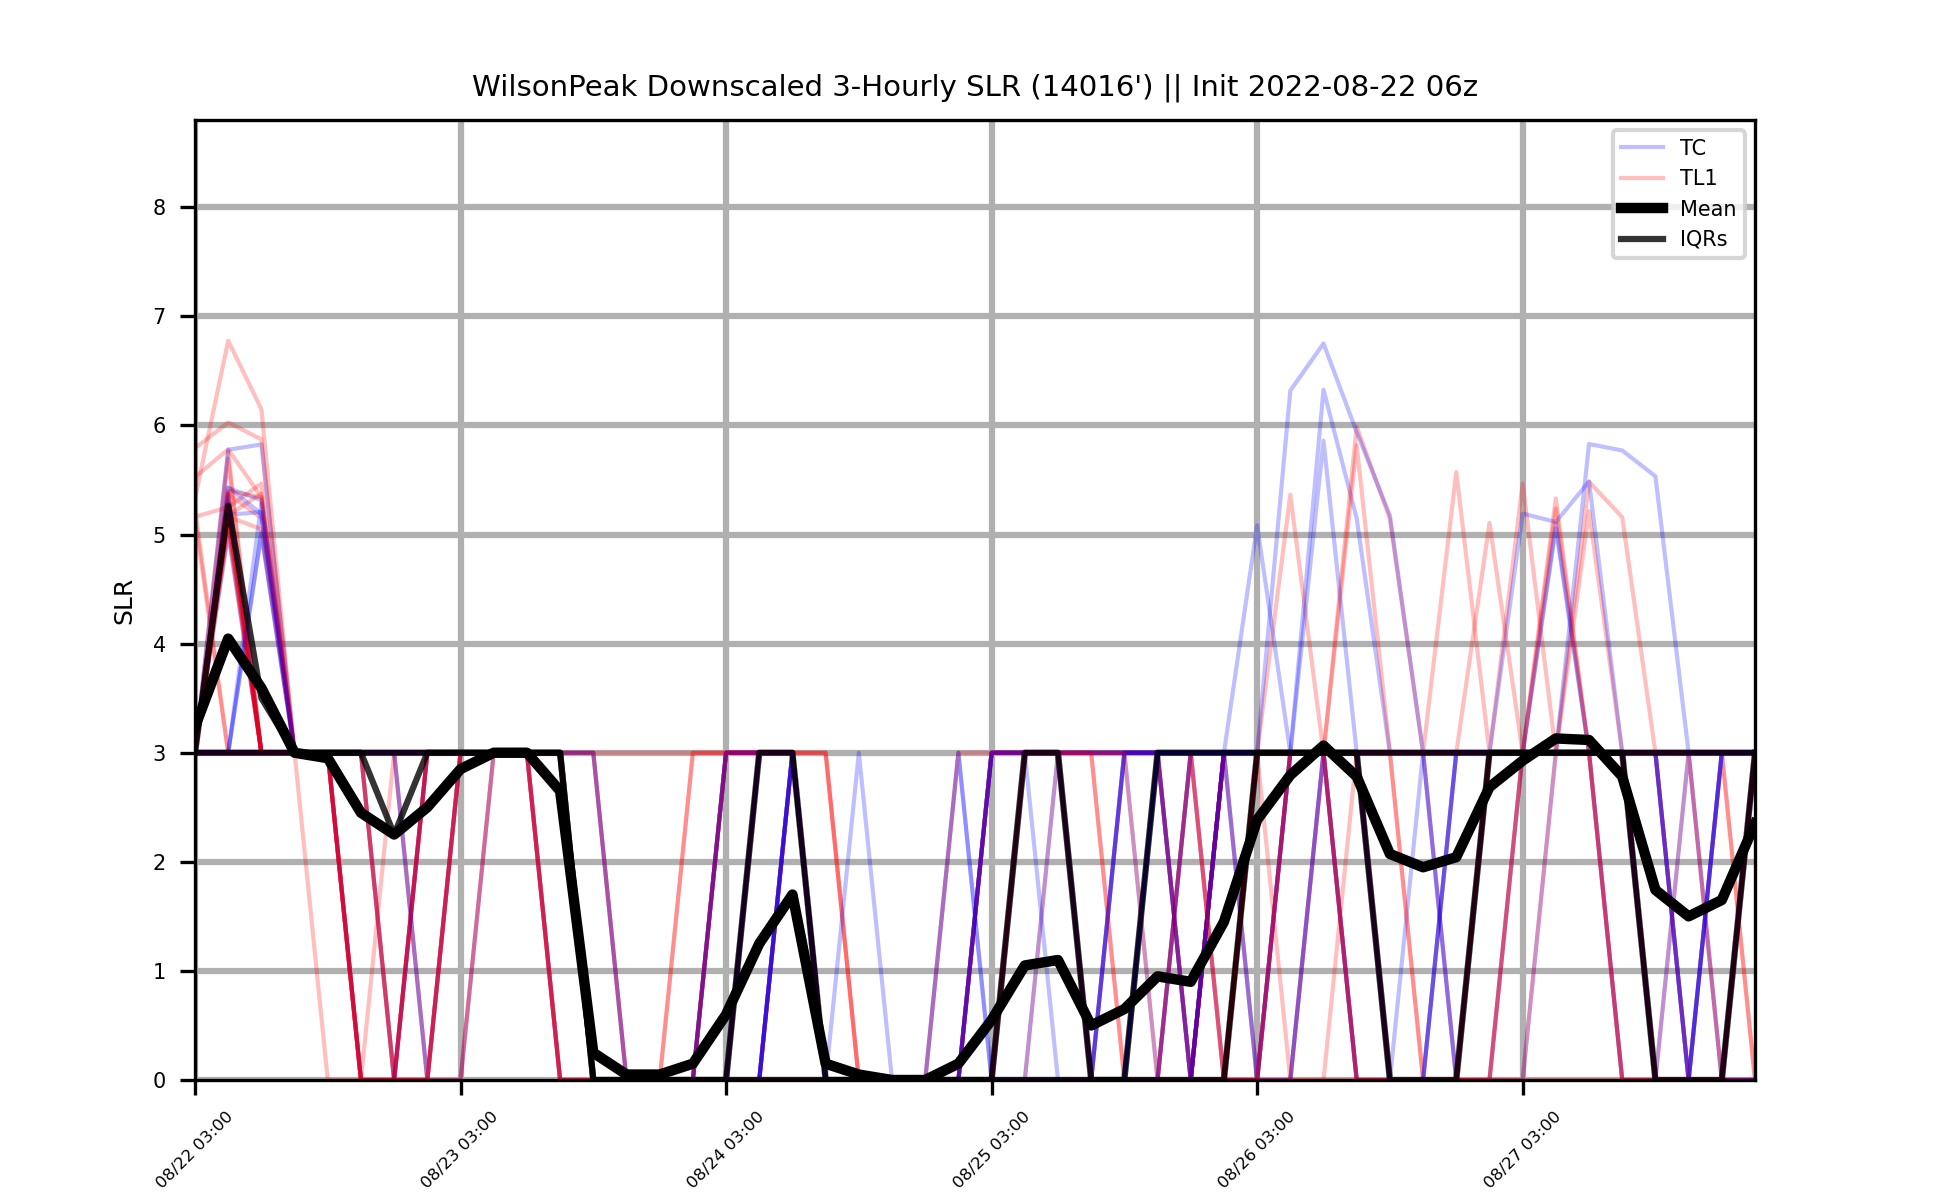 WilsonPeak Downscaled 3-Hourly SLR (14016') || Init 2022-08-22 06z
TC
TL1
Mean
IQRs
SLR
8
7
6
5
4
3
2
1
0
08/22 03:00
08/23 03:00
08/24 03:00
08/25 03:00
08/26 03:00
08/27 03:00